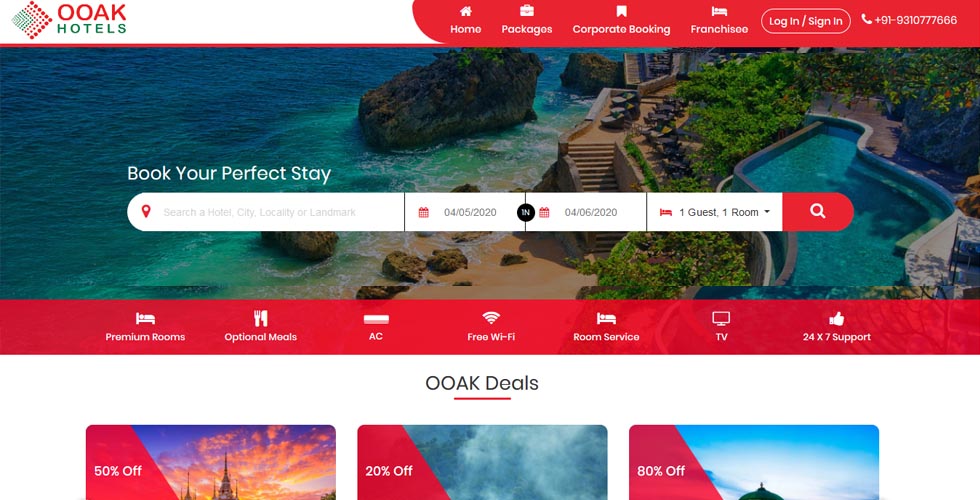 OOAK
HOTELS
Home
Packages
Corporate Booking
Franchisee
Log In / Sign In
+91-9310777666
Book Your Perfect Stay
Search a Hotel, City, Locality or Landmark
04/05/2020
1N
04/06/2020
1 Guest, 1 Room
Premium Rooms
Optional Meals
AC
Free Wi-Fi
Room Service
TV
24 X 7 Support
OOAK Deals
50% Off
20% Off
80% Off